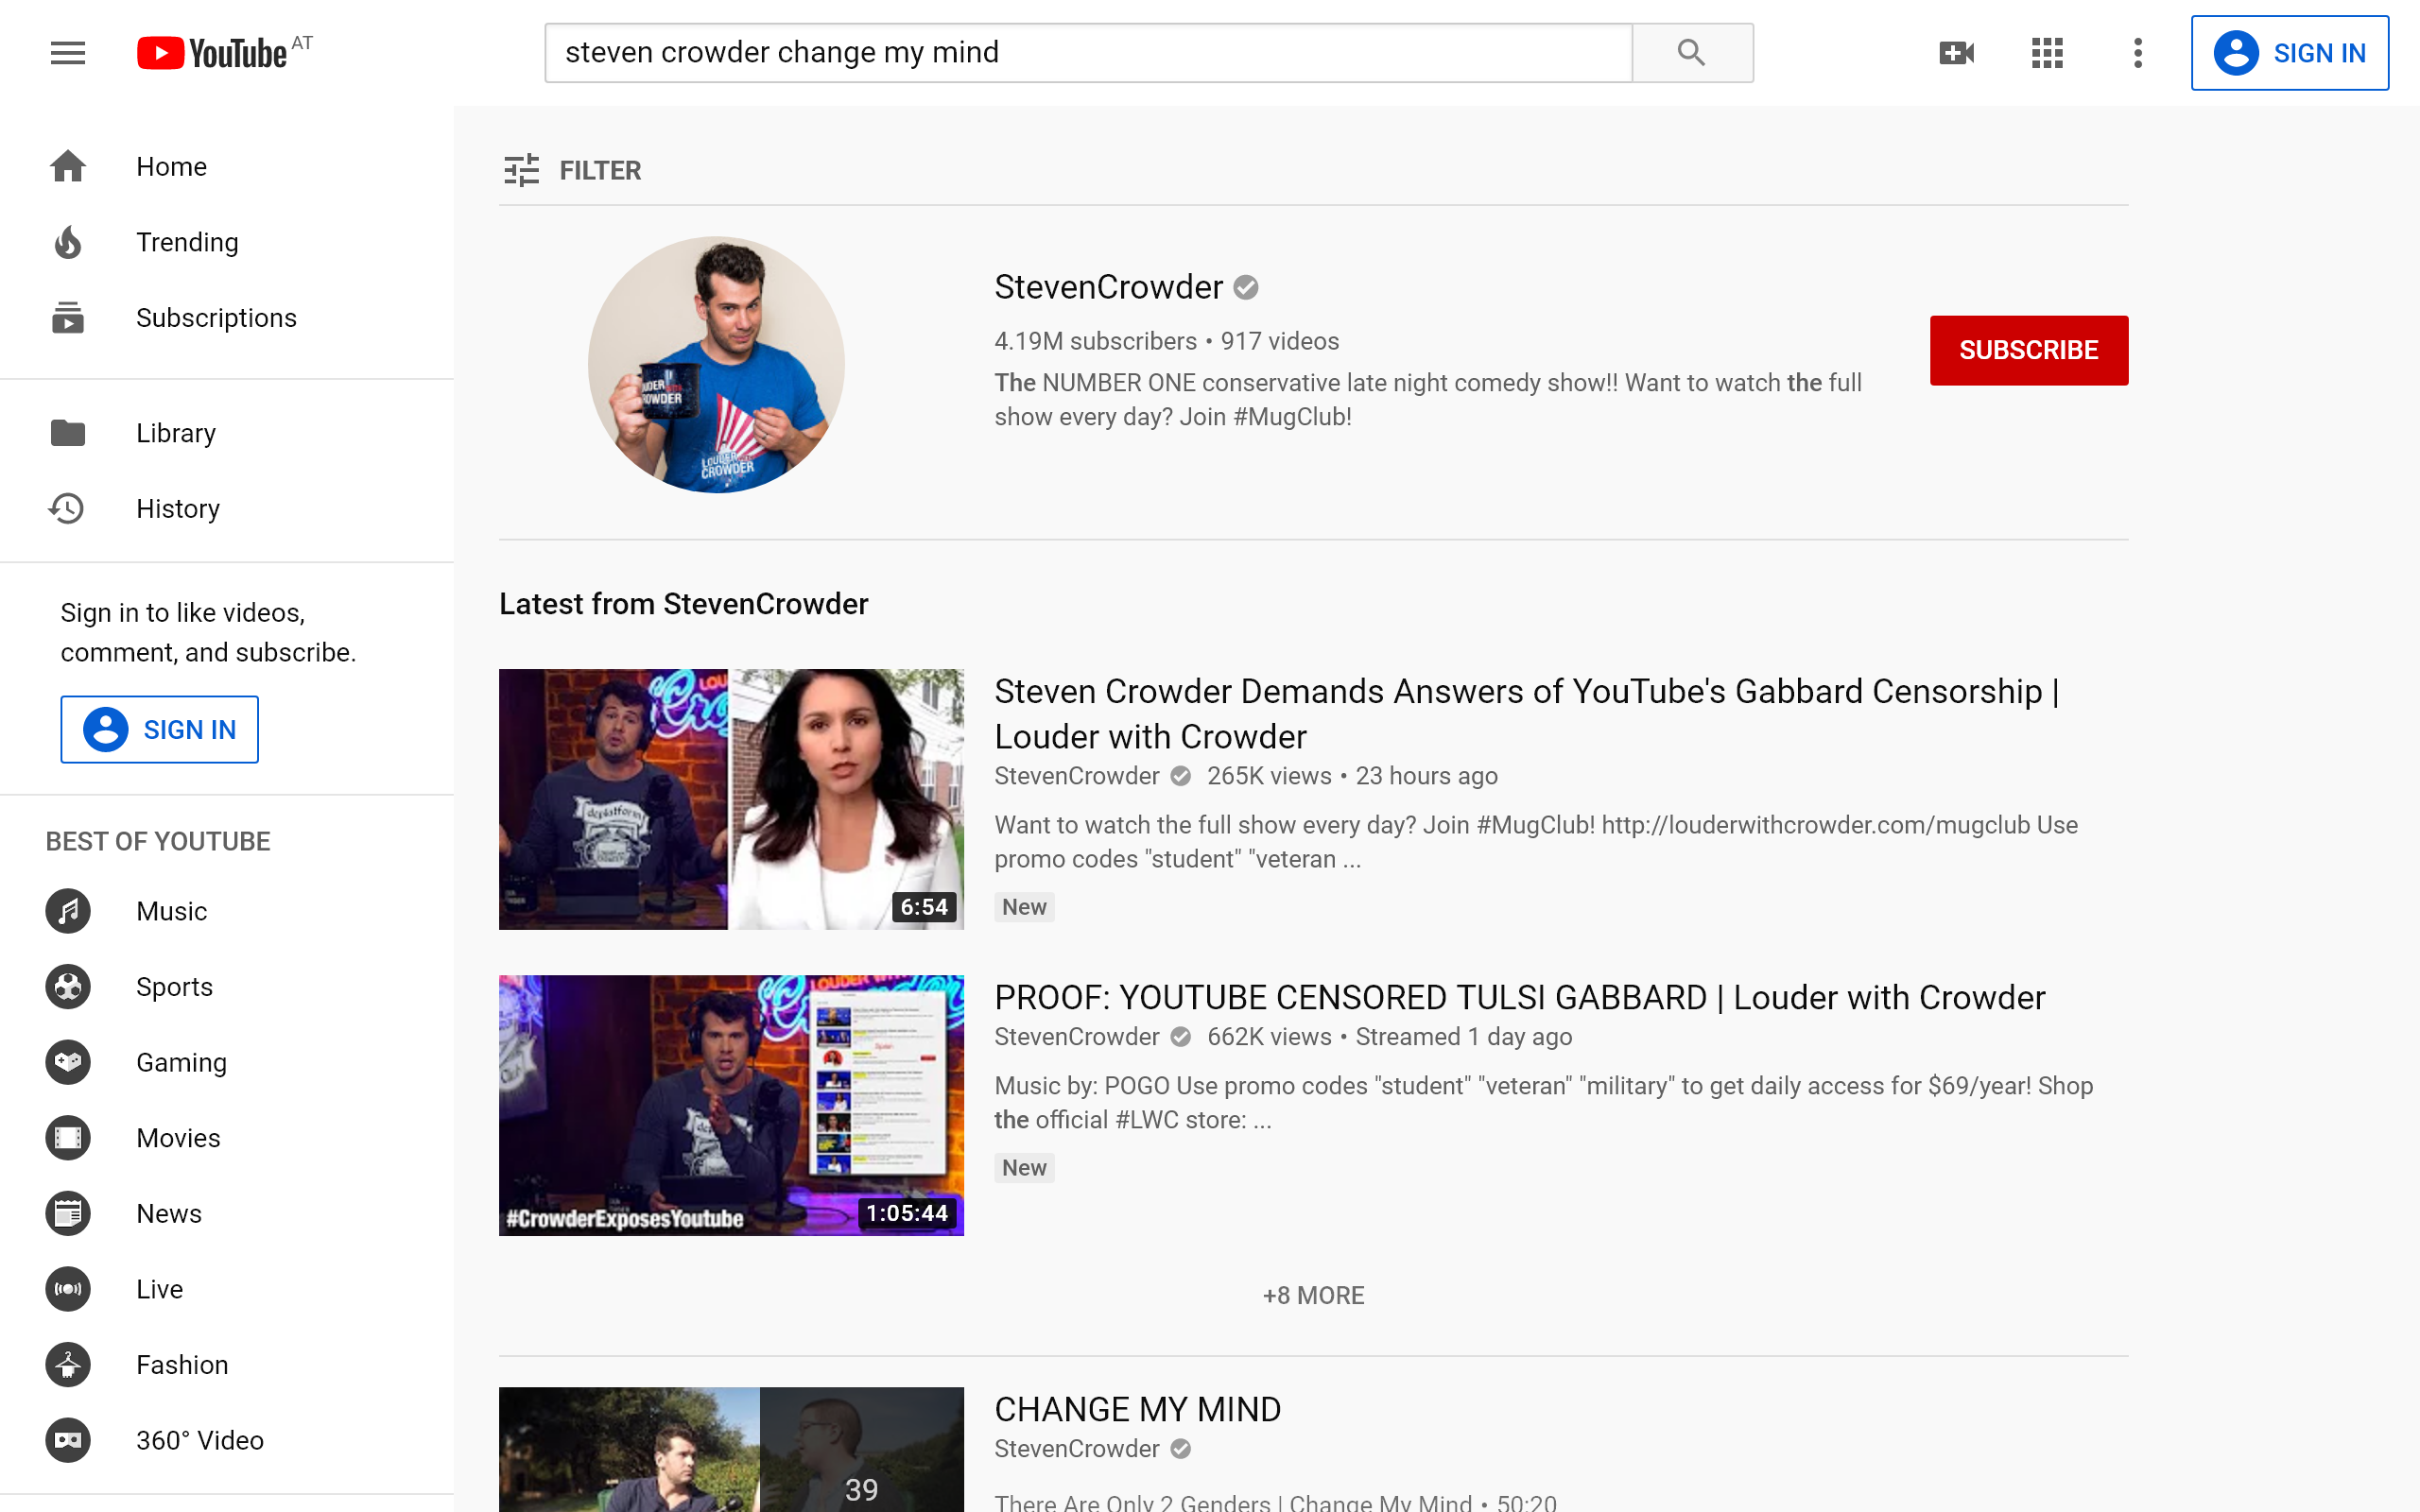 YouTube AT
steven crowder change my mind
SIGN IN
Home
Trending
Subscriptions
Library
History
Sign in to like videos,
comment, and subscribe.
SIGN IN
BEST OF YOUTUBE
Music
Sports
Gaming
Movies
News
Live
Fashion
360° Video
FILTER
StevenCrowder
4.19M subscribers • 917 videos
The NUMBER ONE conservative late night comedy show!! Want to watch the full
show every day? Join #MugClub!
SUBSCRIBE
LOUDER
CROWDER
Latest from StevenCrowder
6:54
Steven Crowder Demands Answers of YouTube's Gabbard Censorship |
Louder with Crowder
StevenCrowder 265K views • 23 hours ago
Want to watch the full show every day? Join #MugClub! http://louderwithcrowder.com/mugclub Use
promo codes "student" "veteran ...
New
#CrowderExposesYoutube
1:05:44
PROOF: YOUTUBE CENSORED TULSI GABBARD | Louder with Crowder
StevenCrowder 662K views • Streamed 1 day ago
Music by: POGO Use promo codes "student" "veteran" "military" to get daily access for $69/year! Shop
the official #LWC store: ...
New
+8 MORE
39
CHANGE MY MIND
StevenCrowder
There Are Only 2 Genders | Change My Mind • 50:20